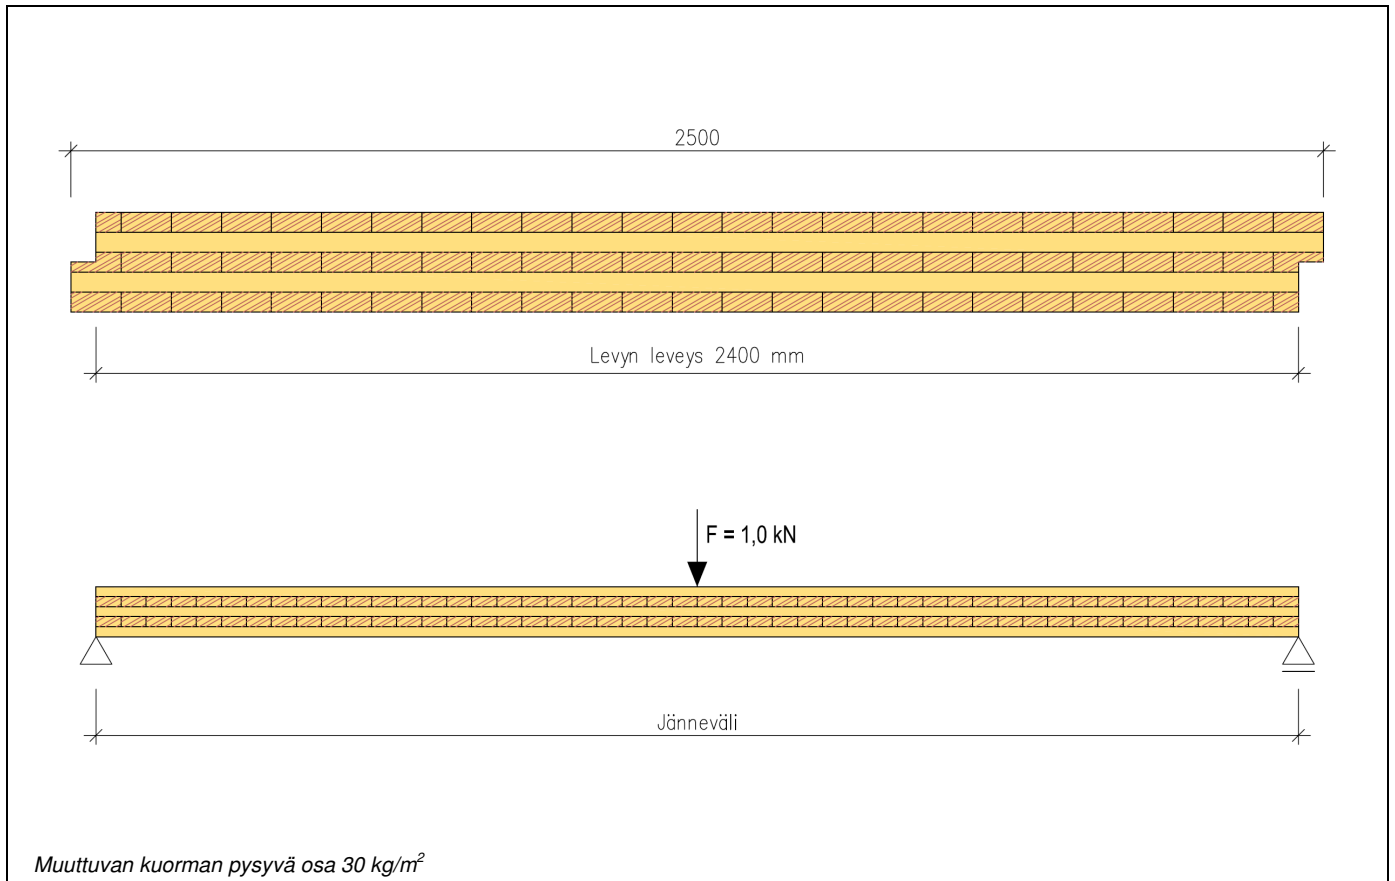 2500
Levyn leveys 2400 mm
F = 1,0 kN
Jänneväli
Muuttuvan kuorman pysyvä osa 30 kg/m²